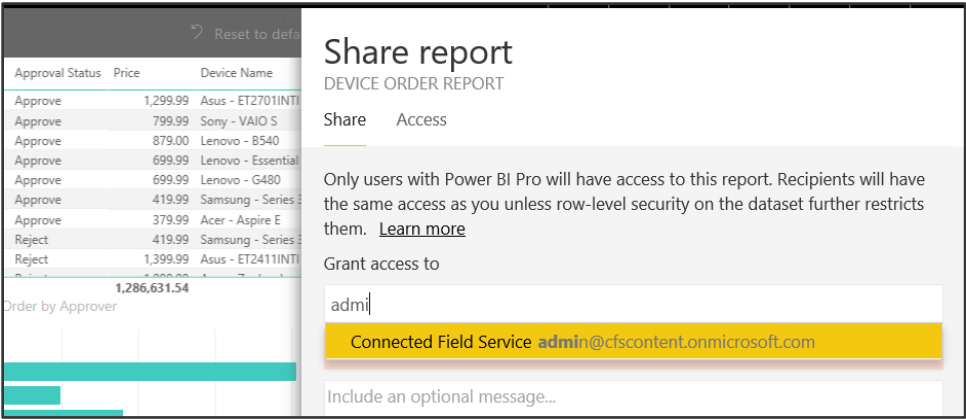 Reset to defa
Approval Status Price Device Name
Approve 1,299.99 Asus - ET2701INTI
Approve 799.99 Sony - VAIO S
Approve 879.00 Lenovo - B540
Approve 699.99 Lenovo - Essential
Approve 699.99 Lenovo - G480
Approve 419.99 Samsung - Series 3
Approve 379.99 Acer - Aspire E
Reject 419.99 Samsung - Series 3
Reject 1,399.99 Asus - ET2411INTI
1,286,631.54
Order by Approver
Share report
DEVICE ORDER REPORT
Share Access
Only users with Power BI Pro will have access to this report. Recipients will have
the same access as you unless row-level security on the dataset further restricts
them. Learn more
Grant access to
admi
Connected Field Service admin@cfscontent.onmicrosoft.com
Include an optional message...